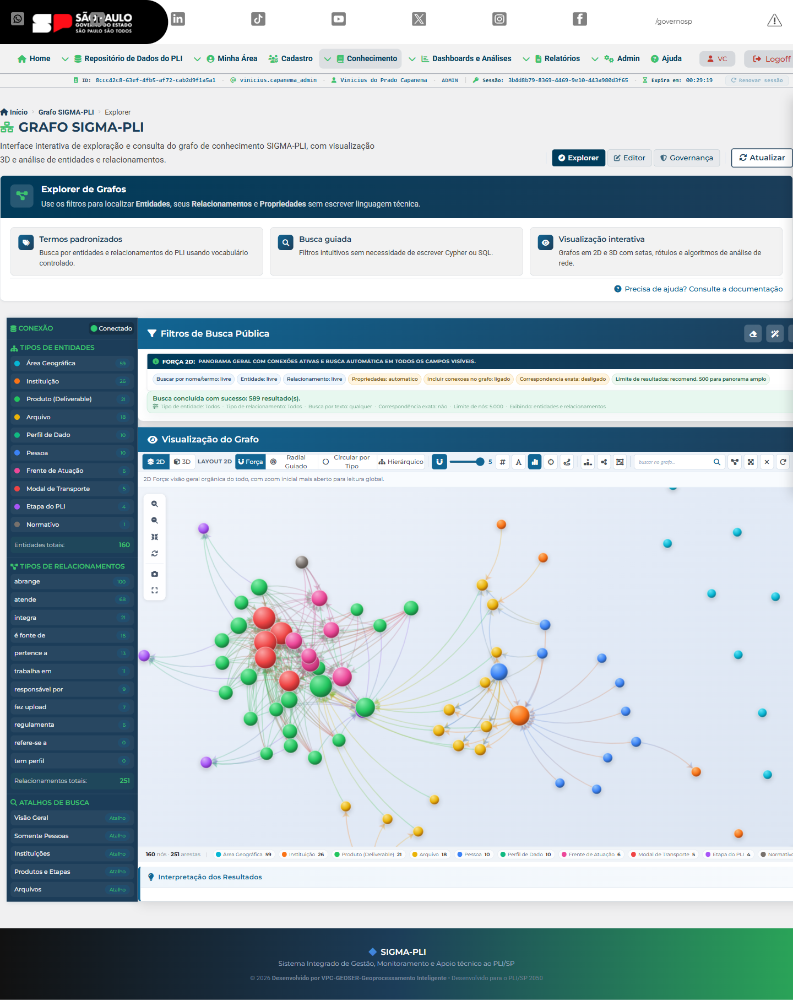 SÃO PAULO
GOVERNO DO ESTADO
SÃO PAULO SÃO TODOS
/governosp
Home
Repositório de Dados do PLI
Minha Área
Cadastro
Conhecimento
Dashboards e Análises
Relatórios
Admin
Ajuda
VC
Logoff
ID: 8ccc42c8-63ef-4fb5-af72-cab2d9f1a5a1 · @ vinicius.capanema_admin · Vinicius do Prado Capanema · ADMIN | Sessão: 3b4d8b79-8369-4469-9e10-443a980d3f65 · Expira em: 00:29:19
Renovar sessão
Início › Grafo SIGMA-PLI › Explorer
GRAFO SIGMA-PLI
Interface interativa de exploração e consulta do grafo de conhecimento SIGMA-PLI, com visualização
3D e análise de entidades e relacionamentos.
Explorer
Editor
Governança
Atualizar
Explorer de Grafos
Use os filtros para localizar Entidades, seus Relacionamentos e Propriedades sem escrever linguagem técnica.
Termos padronizados
Busca por entidades e relacionamentos do PLI usando vocabulário
controlado.
Busca guiada
Filtros intuitivos sem necessidade de escrever Cypher ou SQL.
Visualização interativa
Grafos em 2D e 3D com setas, rótulos e algoritmos de análise de
rede.
Precisa de ajuda? Consulte a documentação
CONEXÃO
Conectado
TIPOS DE ENTIDADES
Área Geográfica 59
Instituição 26
Produto (Deliverable) 21
Arquivo 18
Perfil de Dado 10
Pessoa 10
Frente de Atuação 6
Modal de Transporte 5
Etapa do PLI 4
Normativo 1
Entidades totais: 160
TIPOS DE RELACIONAMENTOS
abrange 100
atende 68
integra 21
é fonte de 16
pertence a 13
trabalha em 11
responsável por 9
fez upload 7
regulamenta 6
refere-se a 0
tem perfil 0
Relacionamentos totais: 251
ATALHOS DE BUSCA
Visão Geral Atalho
Somente Pessoas Atalho
Instituições Atalho
Produtos e Etapas Atalho
Arquivos Atalho
Filtros de Busca Pública
FORÇA 2D: PANORAMA GERAL COM CONEXÕES ATIVAS E BUSCA AUTOMÁTICA EM TODOS OS CAMPOS VISÍVEIS.
Buscar por nome/termo: livre
Entidade: livre
Relacionamento: livre
Propriedades: automatico
Incluir conexoes no grafo: ligado
Correspondencia exata: desligado
Limite de resultados: recomend. 500 para panorama amplo
Busca concluída com sucesso: 589 resultado(s).
Tipo de entidade: Todos · Tipo de relacionamento: Todos · Busca por texto: qualquer · Correspondência exata: não · Limite de nós: 5.000 · Exibindo: entidades e relacionamentos
Visualização do Grafo
2D
3D
LAYOUT 2D
Força
Radial
Guiado
Circular por
Tipo
Hierárquico
5
A
buscar no grafo...
2D Força: visão geral orgânica do todo, com zoom inicial mais aberto para leitura global.
160 nós · 251 arestas | Área Geográfica 59 Instituição 26 Produto (Deliverable) 21 Arquivo 18 Pessoa 10 Perfil de Dado 10 Frente de Atuação 6 Modal de Transporte 5 Etapa do PLI 4 Normativo
Interpretação dos Resultados
SIGMA-PLI
Sistema Integrado de Gestão, Monitoramento e Apoio técnico ao PLI/SP
© 2026 Desenvolvido por VPC-GEOSER-Geoprocessamento Inteligente • Desenvolvido para o PLI/SP 2050